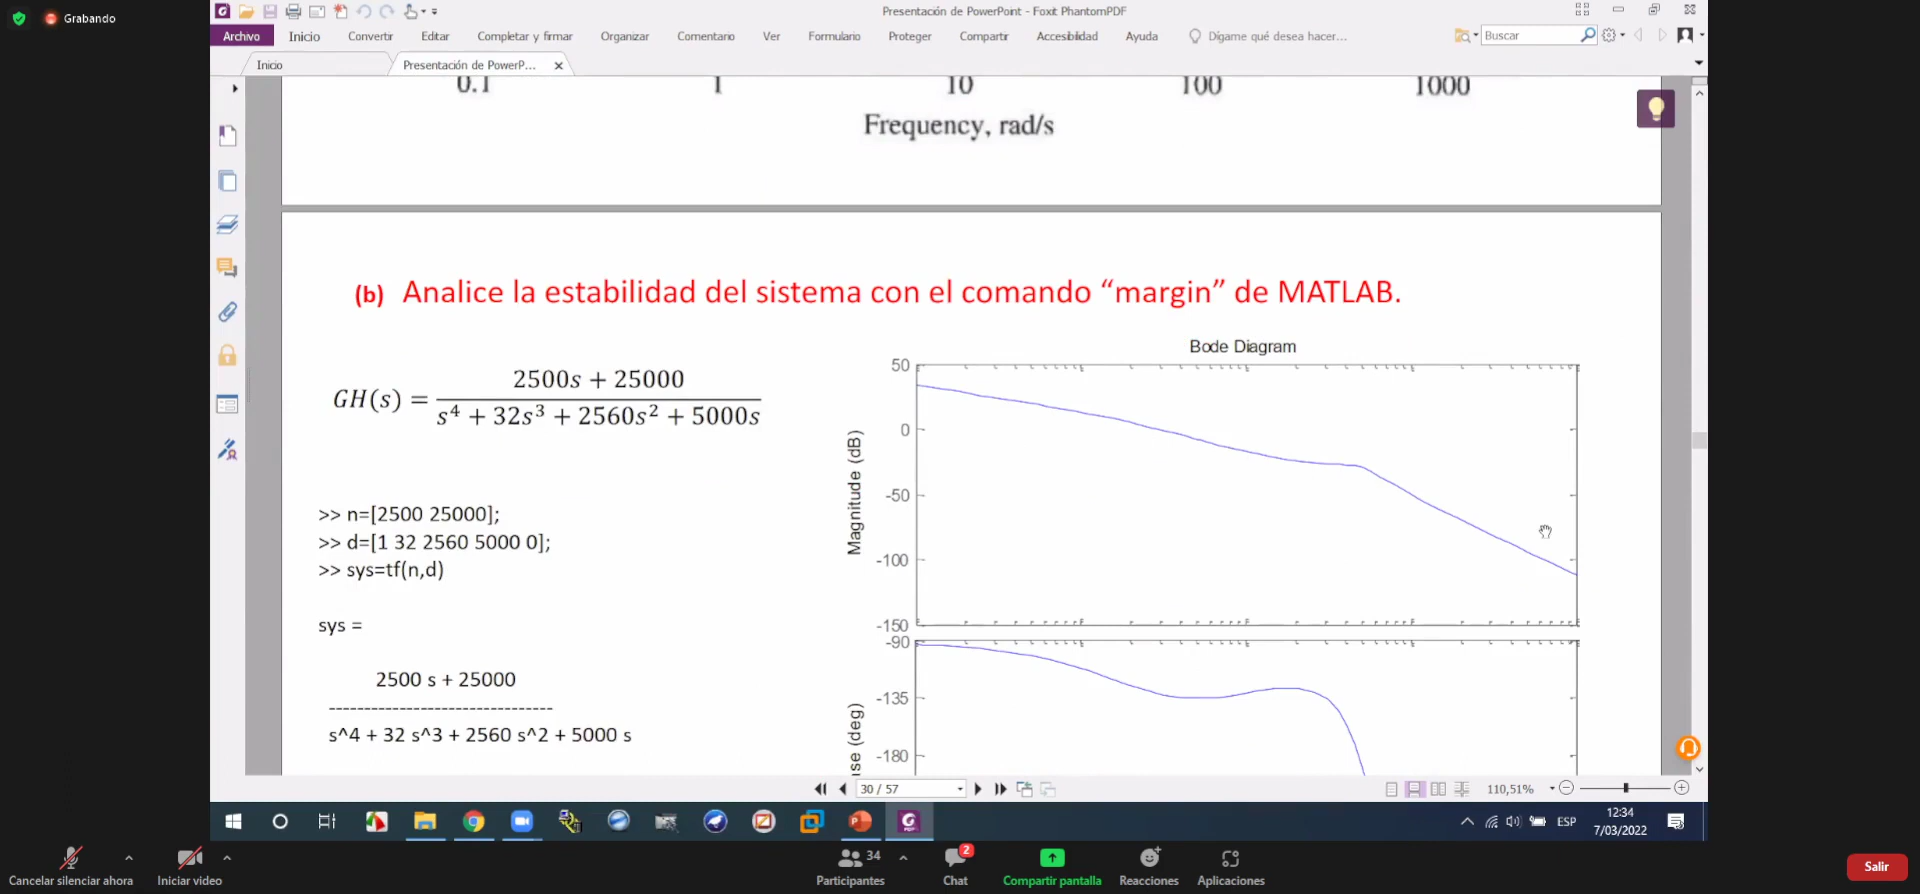 Grabando
Presentación de PowerPoint - Foxit PhantomPDF
Archivo Inicio Convertir Editar Completar y firmar Organizar Comentario Ver Formulario Proteger Compartir Accesibilidad Ayuda Dígame qué desea hacer... Buscar
Inicio Presentación de PowerP...
0.1 1 10 100 1000
Frequency, rad/s
(b) Analice la estabilidad del sistema con el comando “margin” de MATLAB.
Bode Diagram
GH(s) = (2500s + 25000) / (s⁴ + 32s³ + 2560s² + 5000s)
50
0
-50
-100
-150
Magnitude (dB)
>> n=[2500 25000];
>> d=[1 32 2560 5000 0];
>> sys=tf(n,d)
sys =
2500 s + 25000
-------------------------------
s^4 + 32 s^3 + 2560 s^2 + 5000 s
-90
-135
-180
se (deg)
30 / 57 110,51%
ESP
12:34
7/03/2022
34 2
Cancelar silenciar ahora Iniciar video Participantes Chat Compartir pantalla Reacciones Aplicaciones Salir